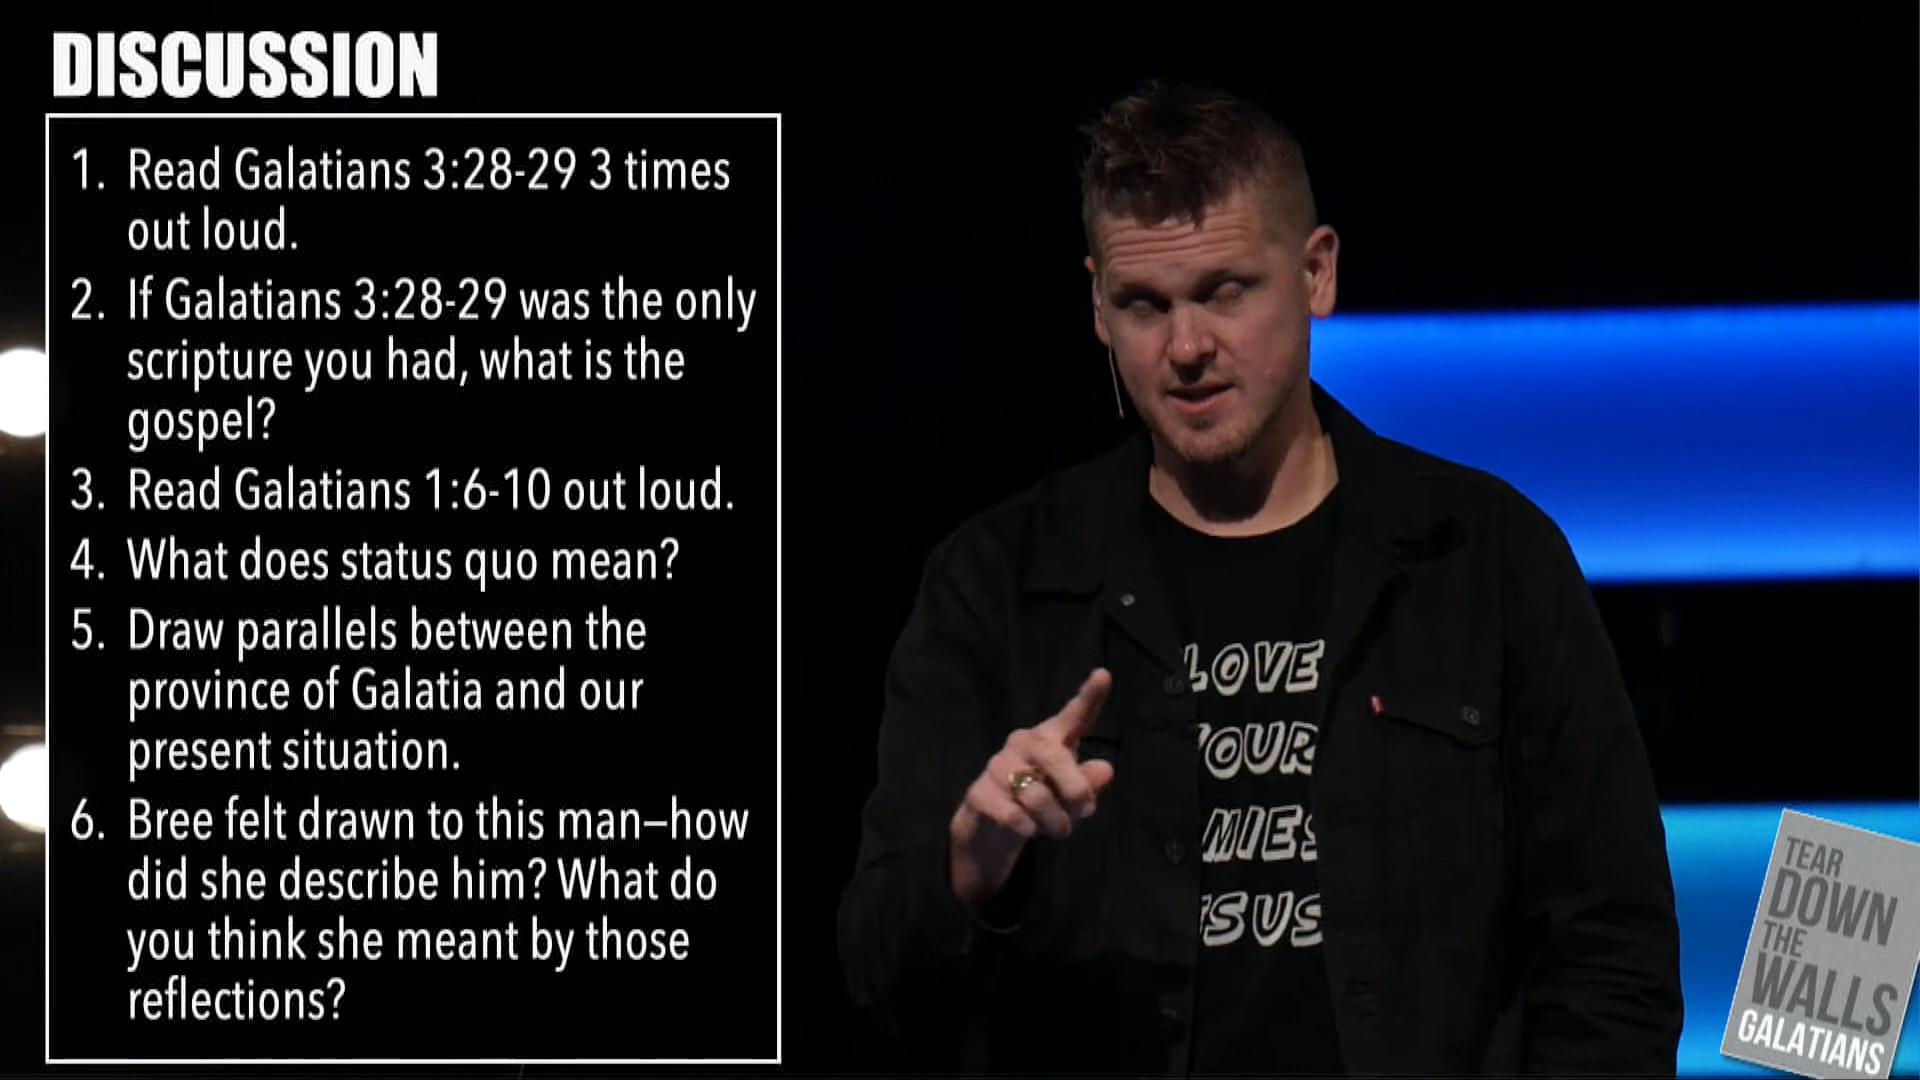 DISCUSSION
1. Read Galatians 3:28-29 3 times
out loud.
2. If Galatians 3:28-29 was the only
scripture you had, what is the
gospel?
3. Read Galatians 1:6-10 out loud.
4. What does status quo mean?
5. Draw parallels between the
province of Galatia and our
present situation.
6. Bree felt drawn to this man—how
did she describe him? What do
you think she meant by those
reflections?
LOVE
YOUR
MIES
SUS
TEAR
DOWN
THE
WALLS
GALATIANS